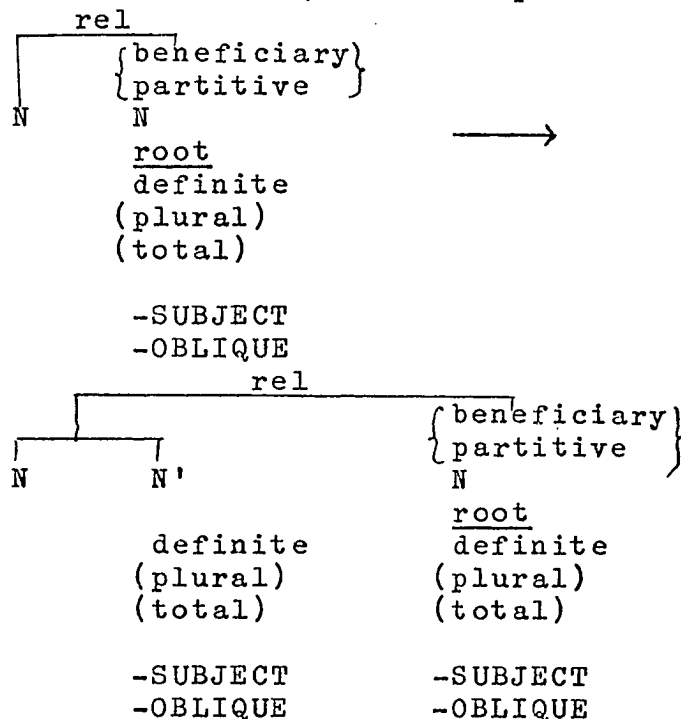 rel
{beneficiary}
{partitive}
N N
root
definite
(plural)
(total)
-SUBJECT
-OBLIQUE
rel
{beneficiary}
{partitive}
N N' N
root
definite definite
(plural) (plural)
(total) (total)
-SUBJECT -SUBJECT
-OBLIQUE -OBLIQUE